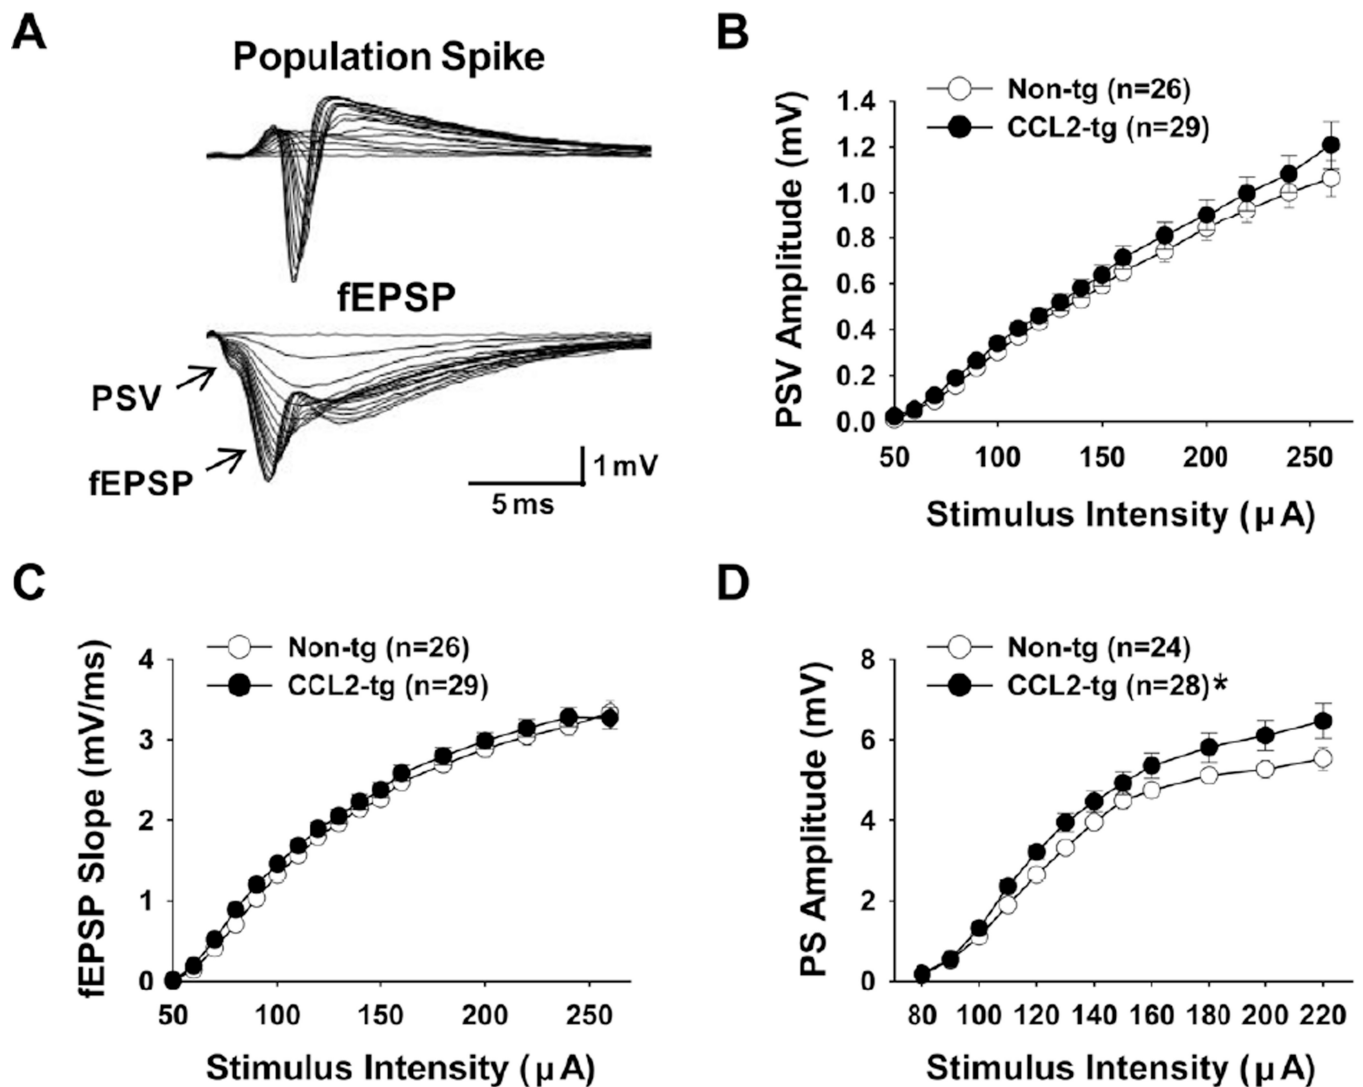 A
Population Spike
fEPSP
PSV
fEPSP
1 mV
5 ms
B
Non-tg (n=26)
CCL2-tg (n=29)
PSV Amplitude (mV)
1.4
1.2
1.0
0.8
0.6
0.4
0.2
0.0
50 100 150 200 250
Stimulus Intensity (µA)
C
Non-tg (n=26)
CCL2-tg (n=29)
fEPSP Slope (mV/ms)
4
3
2
1
0
50 100 150 200 250
Stimulus Intensity (µA)
D
Non-tg (n=24)
CCL2-tg (n=28)*
PS Amplitude (mV)
8
6
4
2
0
80 100 120 140 160 180 200 220
Stimulus Intensity (µA)